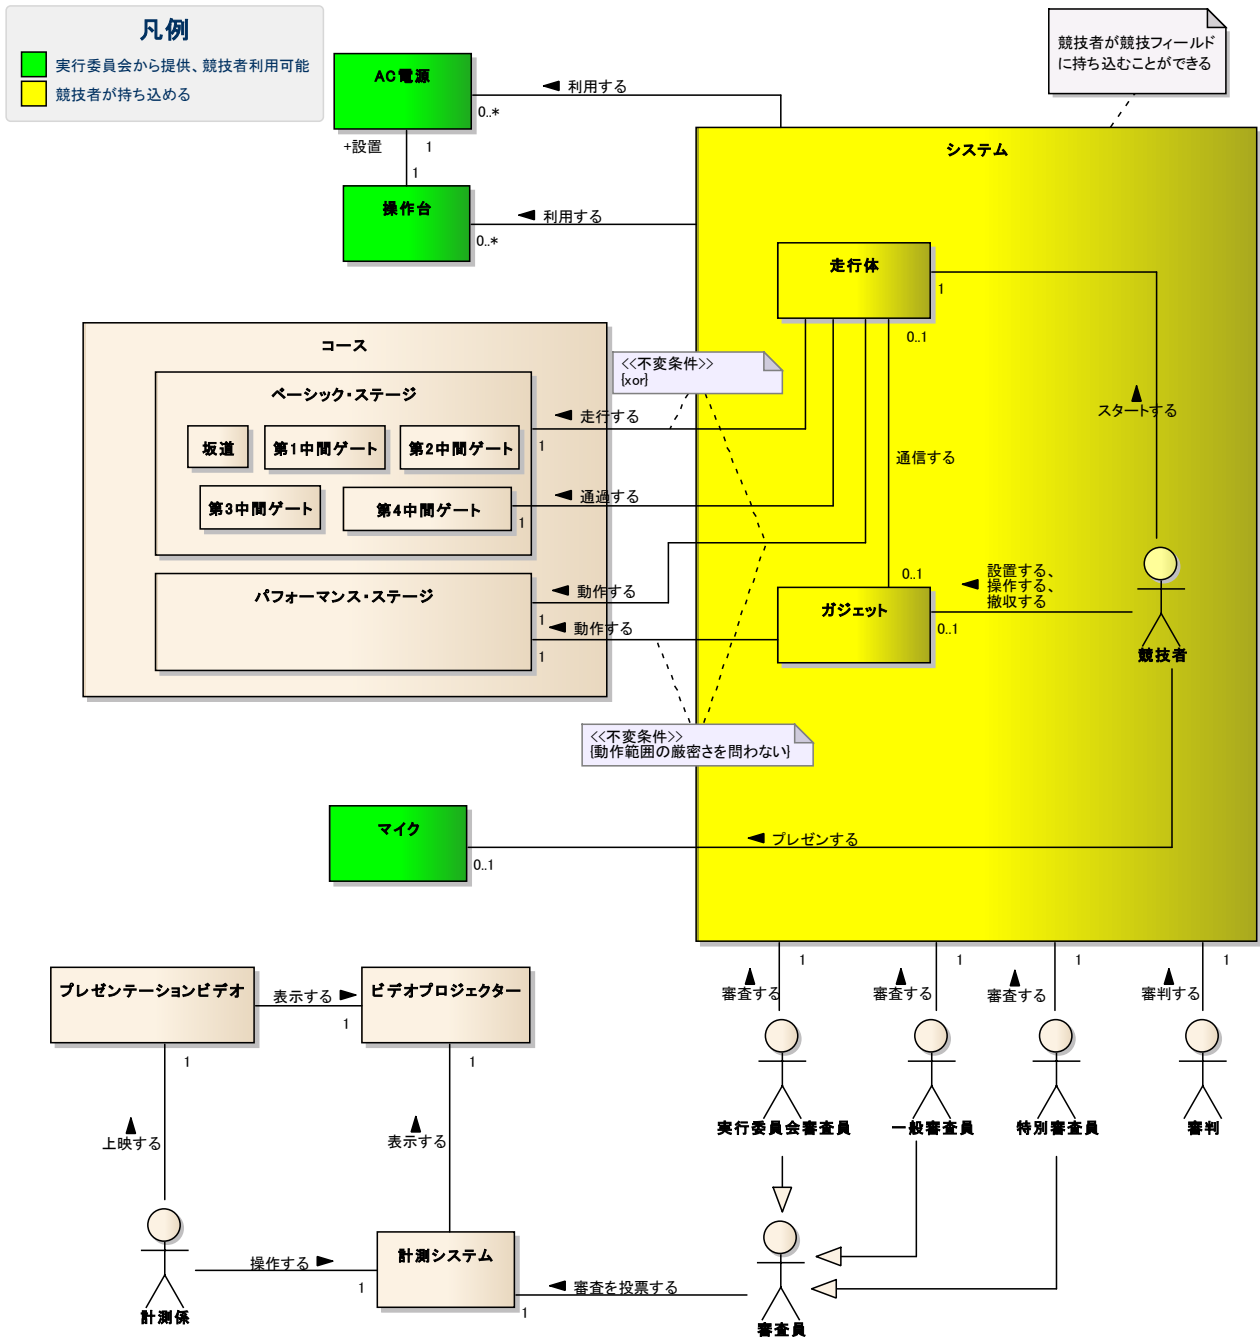 凡例
実行委員会から提供、競技者利用可能
競技者が持ち込める
競技者が競技フィールド
に持ち込むことができる
AC電源
利用する
0..*
+設置
1
1
操作台
利用する
0..*
システム
走行体
1
0..1
スタートする
コース
<<不変条件>>
{xor}
ベーシック・ステージ
走行する
1
坂道
第1中間ゲート
第2中間ゲート
通信する
第3中間ゲート
第4中間ゲート
通過する
1
パフォーマンス・ステージ
動作する
1
動作する
1
0..1
ガジェット
0..1
設置する、
操作する、
撤収する
競技者
<<不変条件>>
{動作範囲の厳密さを問わない}
マイク
0..1
プレゼンする
プレゼンテーションビデオ
表示する
1
ビデオプロジェクター
審査する
1
審査する
1
審査する
1
審判する
1
1
1
上映する
表示する
実行委員会審査員
一般審査員
特別審査員
審判
計測係
操作する
1
計測システム
審査を投票する
1
審査員